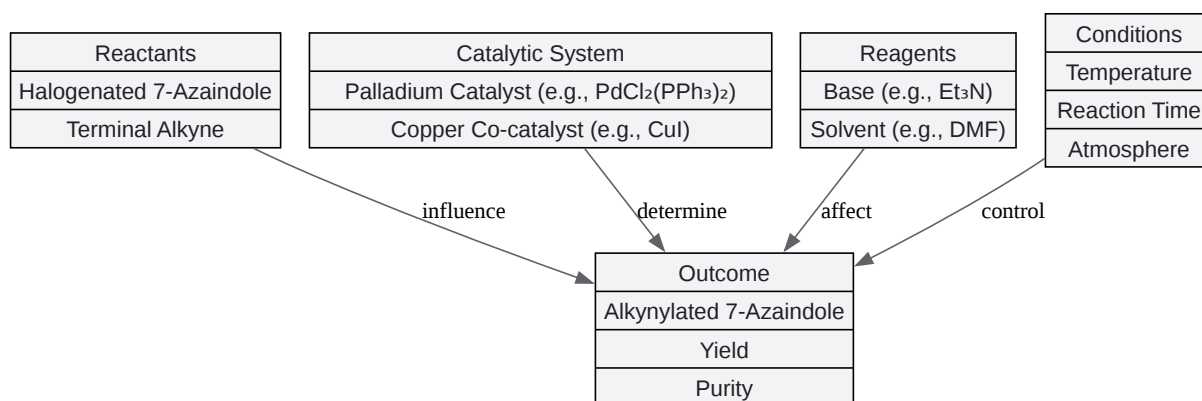 Reactants
Halogenated 7-Azaindole
Terminal Alkyne
Catalytic System
Palladium Catalyst (e.g., PdCl₂(PPh₃)₂)
Copper Co-catalyst (e.g., CuI)
Reagents
Base (e.g., Et₃N)
Solvent (e.g., DMF)
Conditions
Temperature
Reaction Time
Atmosphere
influence
determine
affect
control
Outcome
Alkynylated 7-Azaindole
Yield
Purity